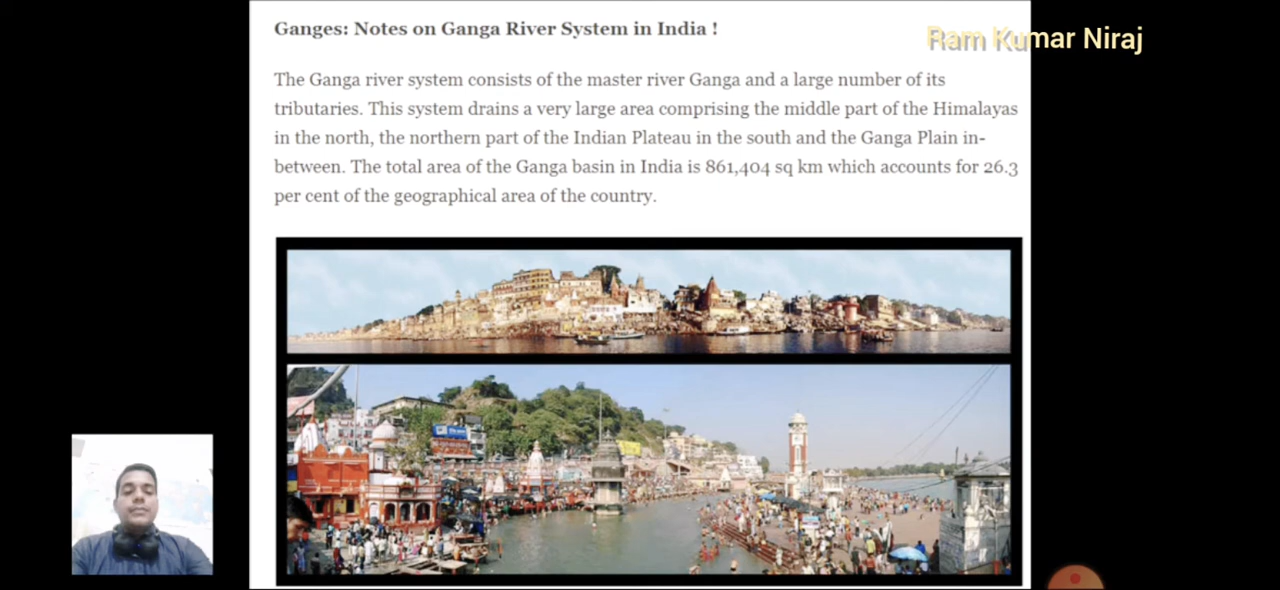 Ganges: Notes on Ganga River System in India !
Ram Kumar Niraj
The Ganga river system consists of the master river Ganga and a large number of its
tributaries. This system drains a very large area comprising the middle part of the Himalayas
in the north, the northern part of the Indian Plateau in the south and the Ganga Plain in-
between. The total area of the Ganga basin in India is 861,404 sq km which accounts for 26.3
per cent of the geographical area of the country.